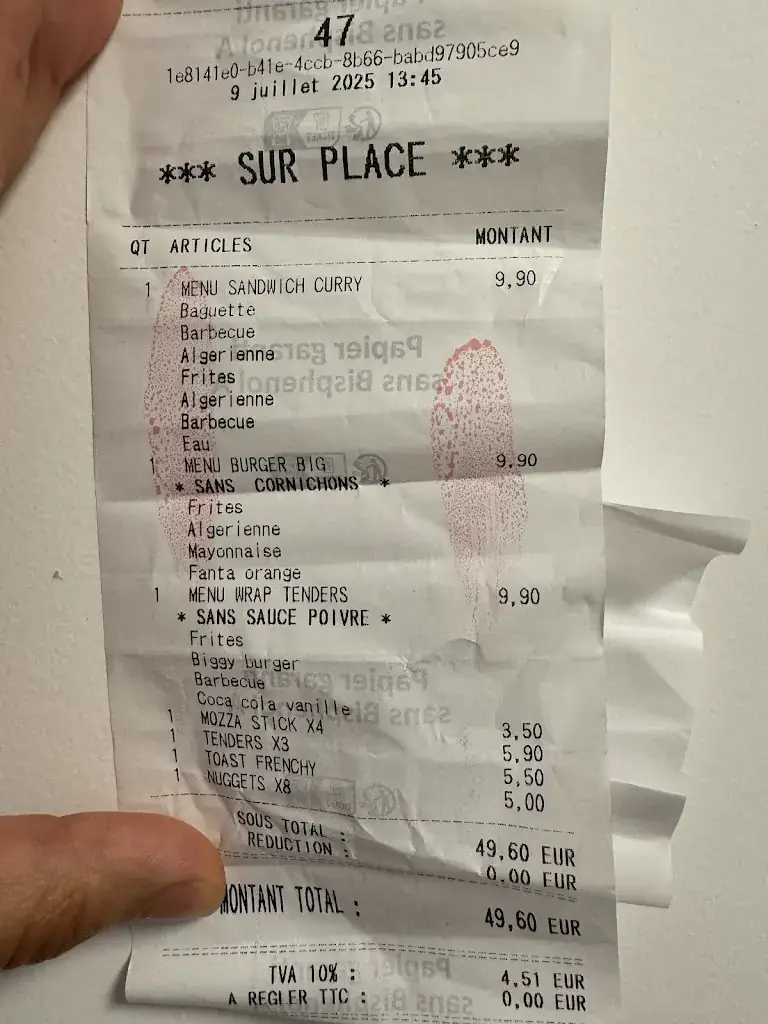 47
1e8141e0-b41e-4ccb-8b66-babd97905ce9
9 juillet 2025 13:45
*** SUR PLACE ***
QT ARTICLES MONTANT
1 MENU SANDWICH CURRY 9,90
Baguette
Barbecue
Algerienne
Frites
Algerienne
Barbecue
Eau
1 MENU BURGER BIG 9,90
* SANS CORNICHONS *
Frites
Algerienne
Mayonnaise
Fanta orange
1 MENU WRAP TENDERS 9,90
* SANS SAUCE POIVRE *
Frites
Biggy burger
Barbecue
Coca cola vanille
1 MOZZA STICK X4 3,50
1 TENDERS X3 5,90
1 TOAST FRENCHY 5,50
1 NUGGETS X8 5,00
SOUS TOTAL : 49,60 EUR
REDUCTION : 0,00 EUR
MONTANT TOTAL : 49,60 EUR
TVA 10% : 4,51 EUR
A REGLER TTC : 0,00 EUR
Papier garanti
sans Bisphenol A